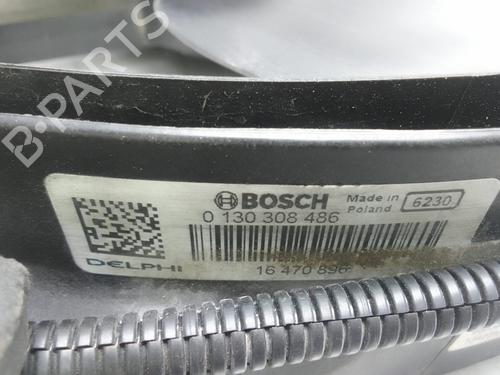 B-PARTS
BOSCH
0 130 308 486
Made in
Poland
6230
DELPHI
16 470 896